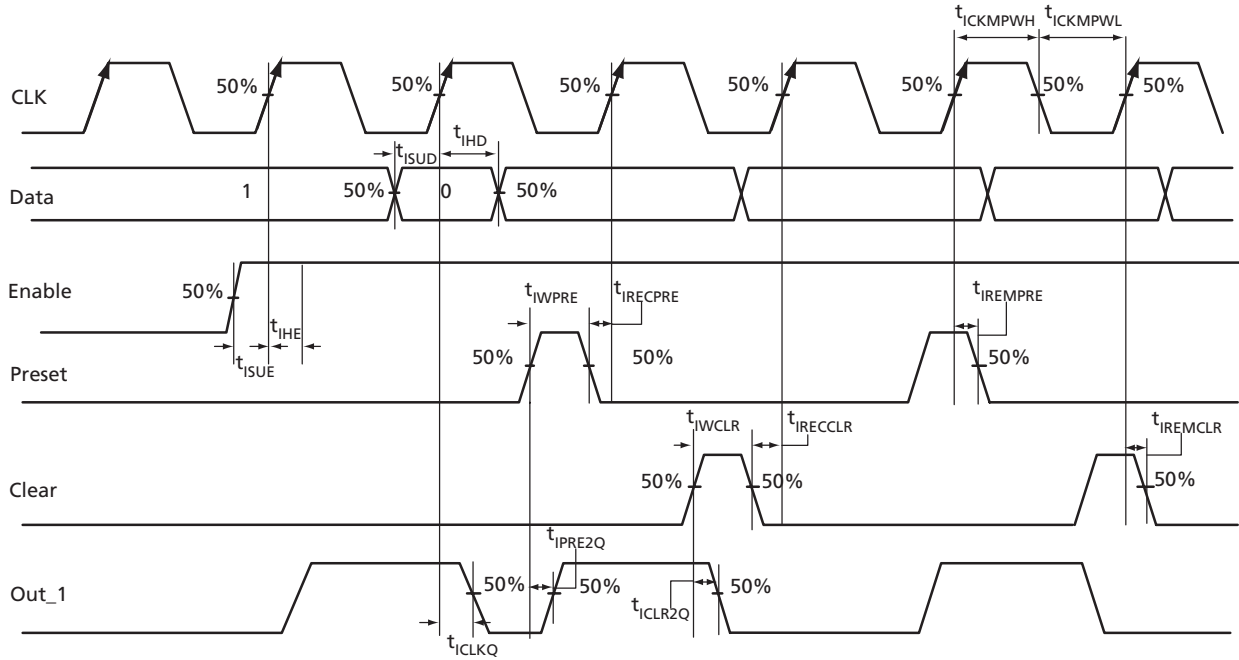 tICKMPWH tICKMPWL
CLK 50% 50% 50% 50% 50% 50% 50%
tISUD tIHD
Data 1 50% 0 50%
Enable 50%
tIHE
tISUE
tIWPRE tIRECPRE tIREMPRE
Preset 50% 50% 50%
tIWCLR tIRECCLR tIREMCLR
Clear 50% 50% 50%
tIPRE2Q
Out_1 50% 50% 50%
tICLR2Q
tICLKQ